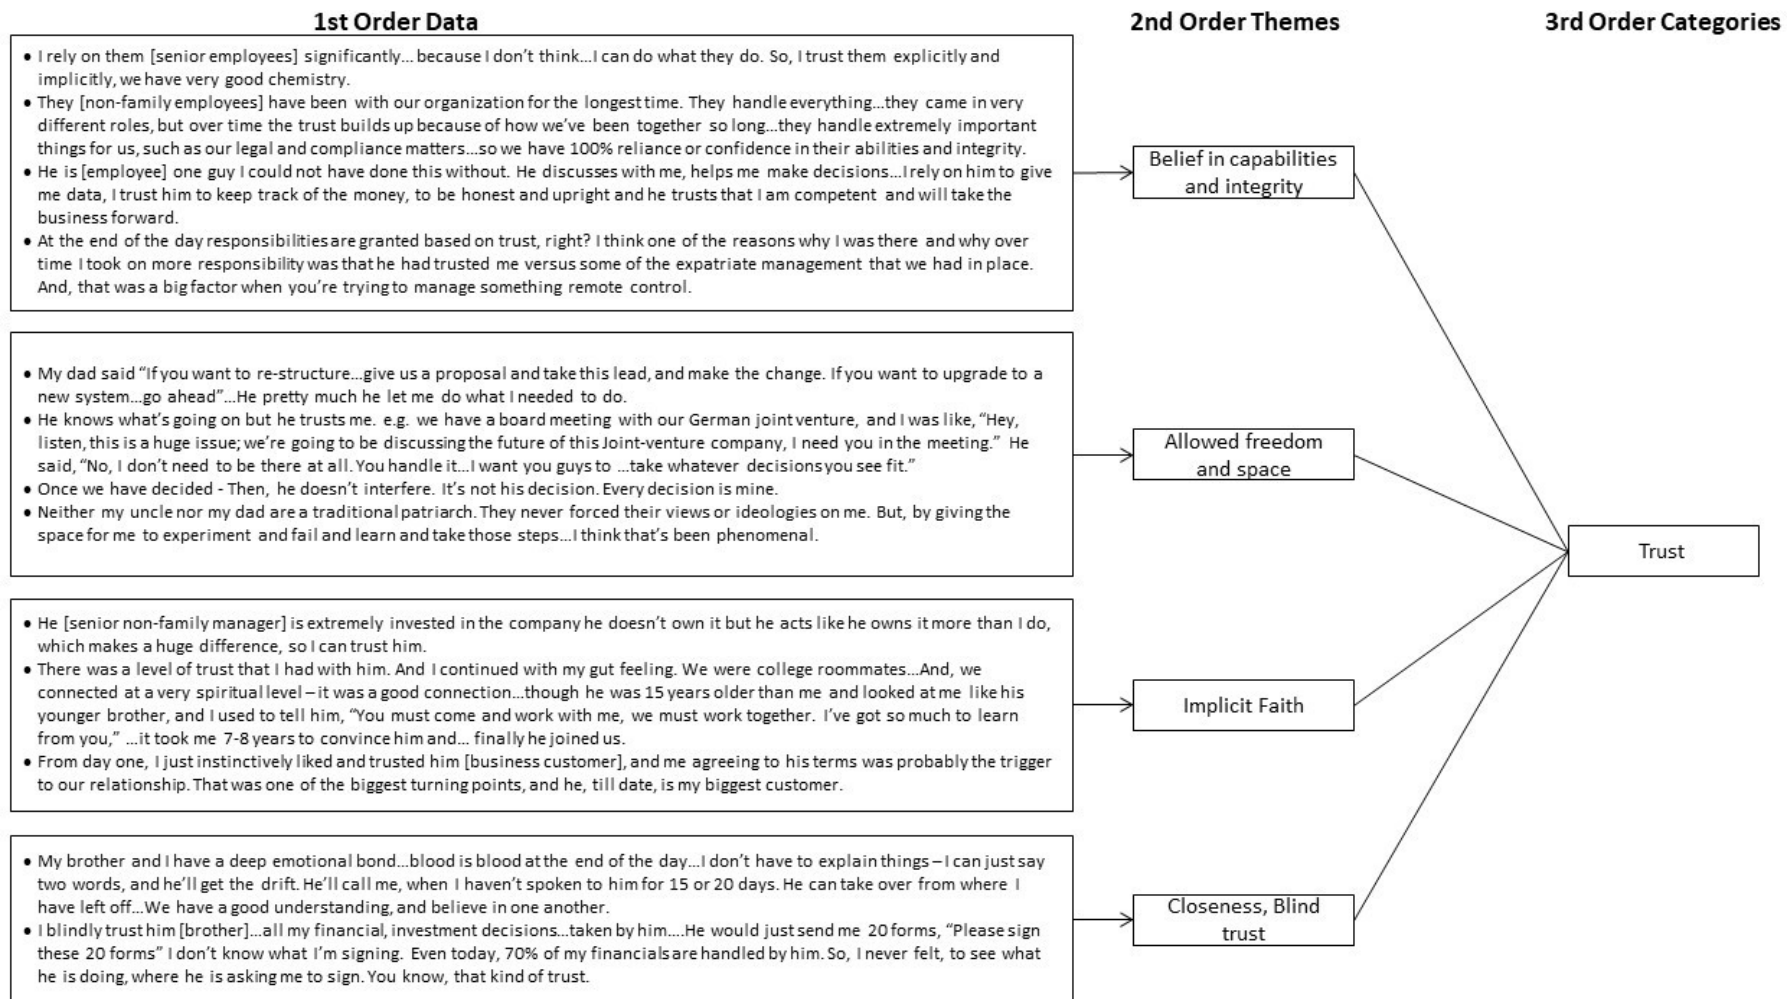 1st Order Data
2nd Order Themes
3rd Order Categories
• I rely on them [senior employees] significantly... because I don't think...I can do what they do. So, I trust them explicitly and
implicitly, we have very good chemistry.
• They [non-family employees] have been with our organization for the longest time. They handle everything...they came in very
different roles, but over time the trust builds up because of how we've been together so long...they handle extremely important
things for us, such as our legal and compliance matters...so we have 100% reliance or confidence in their abilities and integrity.
• He is [employee] one guy I could not have done this without. He discusses with me, helps me make decisions...I rely on him to give
me data, I trust him to keep track of the money, to be honest and upright and he trusts that I am competent and will take the
business forward.
• At the end of the day responsibilities are granted based on trust, right? I think one of the reasons why I was there and why over
time I took on more responsibility was that he had trusted me versus some of the expatriate management that we had in place.
And, that was a big factor when you're trying to manage something remote control.
Belief in capabilities
and integrity
• My dad said "If you want to re-structure...give us a proposal and take this lead, and make the change. If you want to upgrade to a
new system...go ahead"...He pretty much he let me do what I needed to do.
• He knows what's going on but he trusts me. e.g. we have a board meeting with our German joint venture, and I was like, "Hey,
listen, this is a huge issue; we're going to be discussing the future of this Joint-venture company, I need you in the meeting." He
said, "No, I don't need to be there at all. You handle it...I want you guys to ...take whatever decisions you see fit."
• Once we have decided - Then, he doesn't interfere. It's not his decision. Every decision is mine.
• Neither my uncle nor my dad are a traditional patriarch. They never forced their views or ideologies on me. But, by giving the
space for me to experiment and fail and learn and take those steps...I think that's been phenomenal.
Allowed freedom
and space
Trust
• He [senior non-family manager] is extremely invested in the company he doesn't own it but he acts like he owns it more than I do,
which makes a huge difference, so I can trust him.
• There was a level of trust that I had with him. And I continued with my gut feeling. We were college roommates...And, we
connected at a very spiritual level – it was a good connection...though he was 15 years older than me and looked at me like his
younger brother, and I used to tell him, "You must come and work with me, we must work together. I've got so much to learn
from you," ...it took me 7-8 years to convince him and... finally he joined us.
• From day one, I just instinctively liked and trusted him [business customer], and me agreeing to his terms was probably the trigger
to our relationship. That was one of the biggest turning points, and he, till date, is my biggest customer.
Implicit Faith
• My brother and I have a deep emotional bond...blood is blood at the end of the day...I don't have to explain things – I can just say
two words, and he'll get the drift. He'll call me, when I haven't spoken to him for 15 or 20 days. He can take over from where I
have left off...We have a good understanding, and believe in one another.
• I blindly trust him [brother]...all my financial, investment decisions...taken by him....He would just send me 20 forms, "Please sign
these 20 forms" I don't know what I'm signing. Even today, 70% of my financials are handled by him. So, I never felt, to see what
he is doing, where he is asking me to sign. You know, that kind of trust.
Closeness, Blind
trust